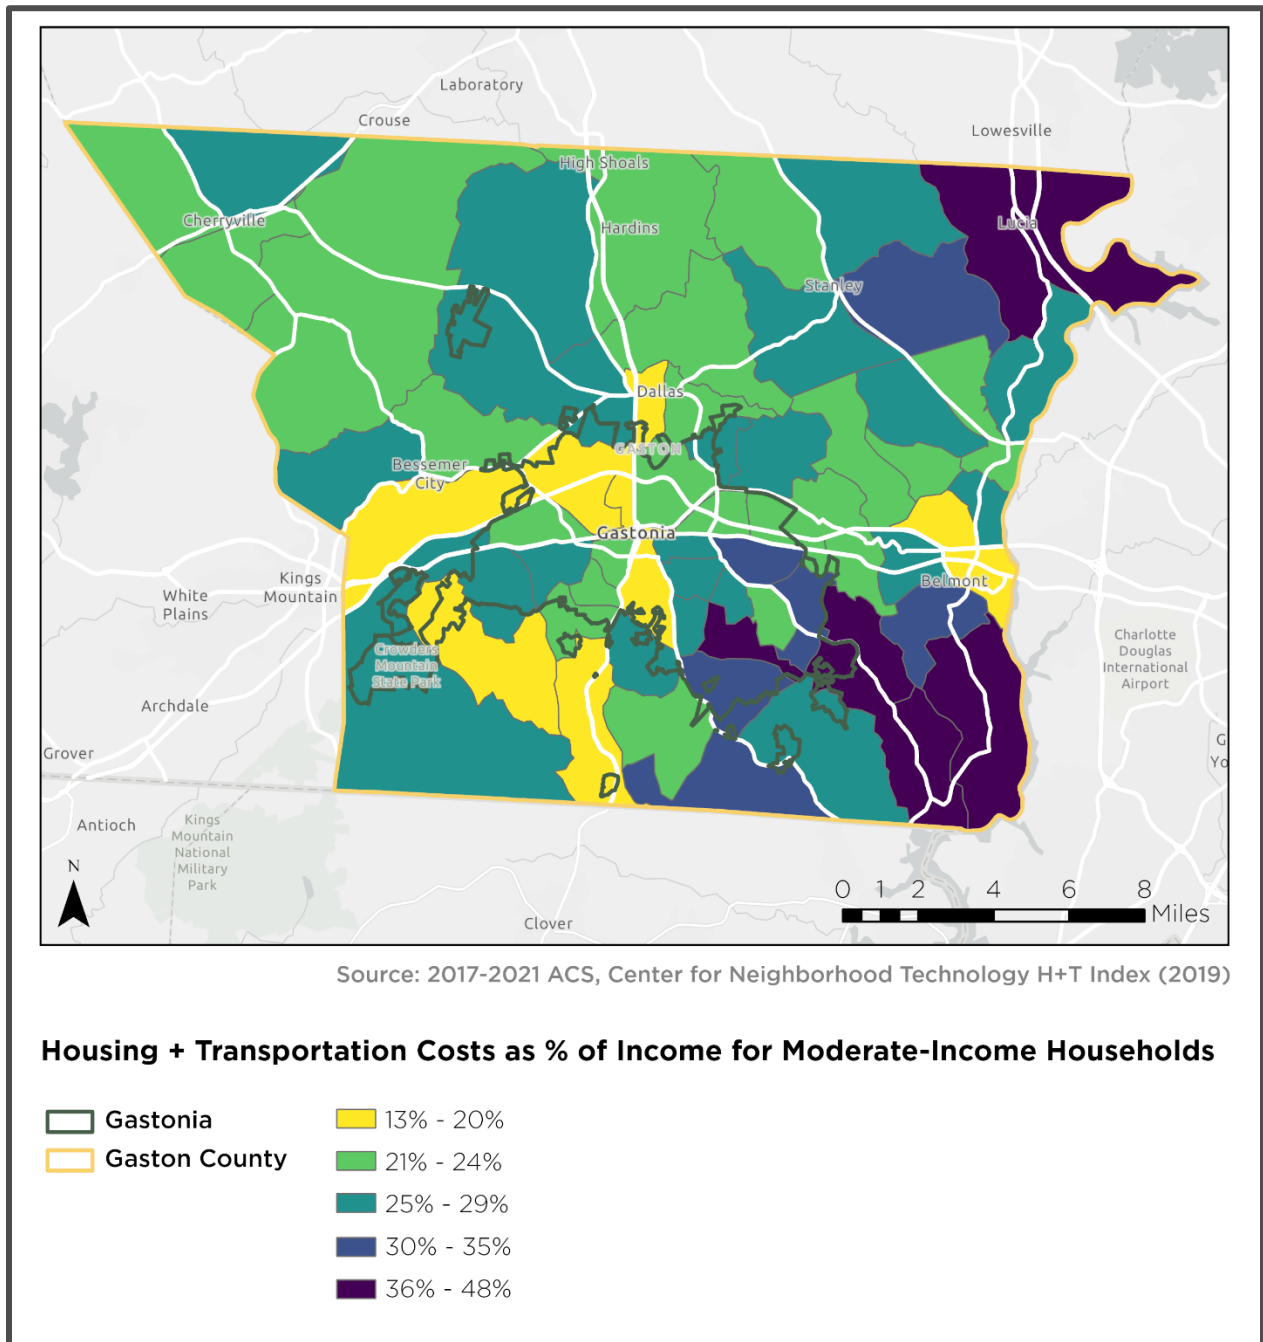 Laboratory
Crouse
Lowesville
High Shoals
Cherryville
Hardins
Lucia
Stanley
Dallas
GASTON
Bessemer
City
Gastonia
Kings
Mountain
White
Plains
Belmont
Crowders
Mountain
State Park
Charlotte
Douglas
International
Airport
Archdale
Grover
G
Yo
Antioch
Kings
Mountain
National
Military
Park
N
Clover
0 1 2 4 6 8
Miles
Source: 2017-2021 ACS, Center for Neighborhood Technology H+T Index (2019)
Housing + Transportation Costs as % of Income for Moderate-Income Households
Gastonia
Gaston County
13% - 20%
21% - 24%
25% - 29%
30% - 35%
36% - 48%